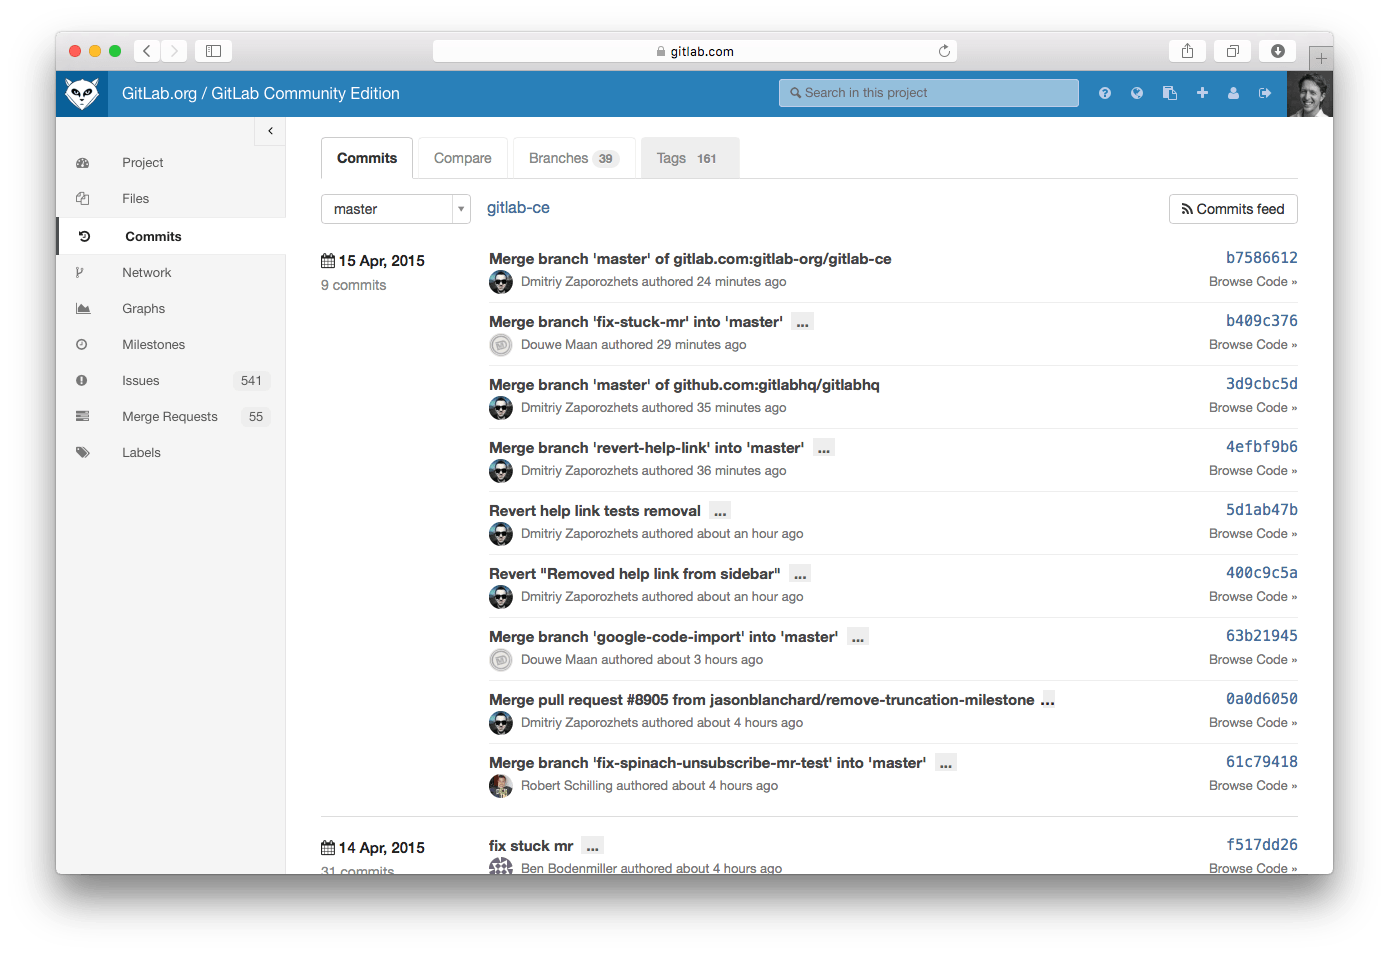 gitlab.com
GitLab.org / GitLab Community Edition
Search in this project
Project
Files
Commits
Network
Graphs
Milestones
Issues 541
Merge Requests 55
Labels
Commits Compare Branches 39 Tags 161
master gitlab-ce Commits feed
15 Apr, 2015
9 commits
Merge branch 'master' of gitlab.com:gitlab-org/gitlab-ce b7586612
Dmitriy Zaporozhets authored 24 minutes ago Browse Code »
Merge branch 'fix-stuck-mr' into 'master' ... b409c376
Douwe Maan authored 29 minutes ago Browse Code »
Merge branch 'master' of github.com:gitlabhq/gitlabhq 3d9cbc5d
Dmitriy Zaporozhets authored 35 minutes ago Browse Code »
Merge branch 'revert-help-link' into 'master' ... 4efbf9b6
Dmitriy Zaporozhets authored 36 minutes ago Browse Code »
Revert help link tests removal ... 5d1ab47b
Dmitriy Zaporozhets authored about an hour ago Browse Code »
Revert "Removed help link from sidebar" ... 400c9c5a
Dmitriy Zaporozhets authored about an hour ago Browse Code »
Merge branch 'google-code-import' into 'master' ... 63b21945
Douwe Maan authored about 3 hours ago Browse Code »
Merge pull request #8905 from jasonblanchard/remove-truncation-milestone ... 0a0d6050
Dmitriy Zaporozhets authored about 4 hours ago Browse Code »
Merge branch 'fix-spinach-unsubscribe-mr-test' into 'master' ... 61c79418
Robert Schilling authored about 4 hours ago Browse Code »
14 Apr, 2015
31 commits
fix stuck mr ... f517dd26
Ben Bodenmiller authored about 4 hours ago Browse Code »